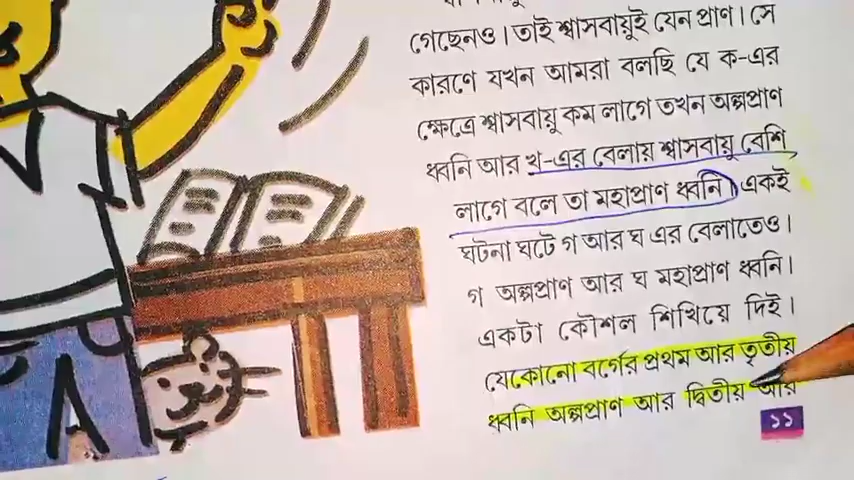 গেছেনও। তাই শ্বাসবায়ুই যেন প্রাণ। সে
কারণে যখন আমরা বলছি যে ক-এর
ক্ষেত্রে শ্বাসবায়ু কম লাগে তখন অল্পপ্রাণ
ধ্বনি আর খ-এর বেলায় শ্বাসবায়ু বেশি
লাগে বলে তা মহাপ্রাণ ধ্বনি। একই
ঘটনা ঘটে গ আর ঘ এর বেলাতেও।
গ অল্পপ্রাণ আর ঘ মহাপ্রাণ ধ্বনি।
একটা কৌশল শিখিয়ে দিই।
যেকোনো বর্গের প্রথম আর তৃতীয়
ধ্বনি অল্পপ্রাণ আর দ্বিতীয় আর
১১